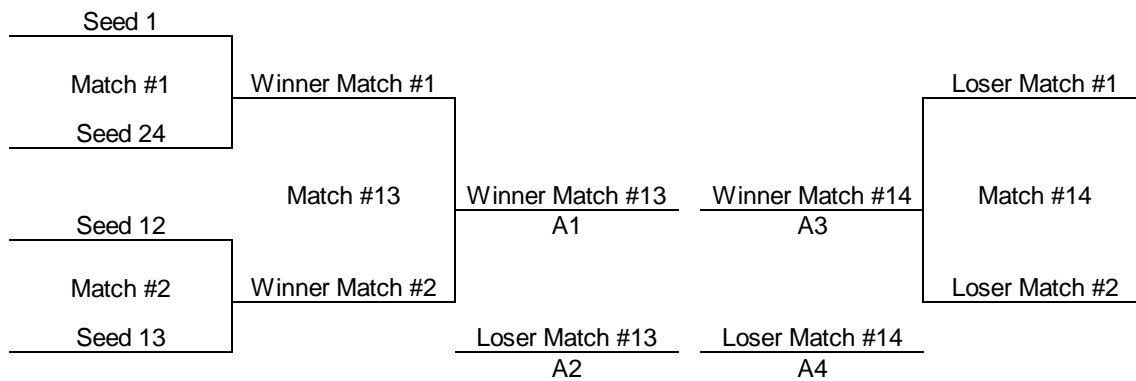 Seed 1
Match #1
Winner Match #1
Loser Match #1
Seed 24
Match #13
Winner Match #13
Winner Match #14
Match #14
A1
A3
Seed 12
Match #2
Winner Match #2
Loser Match #2
Seed 13
Loser Match #13
Loser Match #14
A2
A4